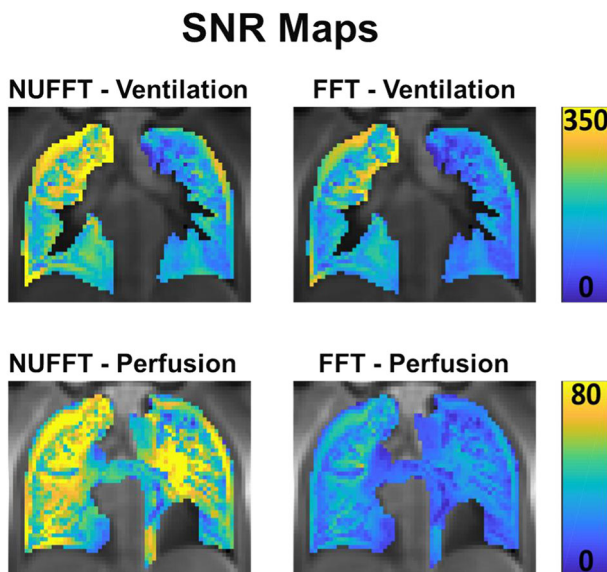 SNR Maps
NUFFT - Ventilation
FFT - Ventilation
350
0
NUFFT - Perfusion
FFT - Perfusion
80
0